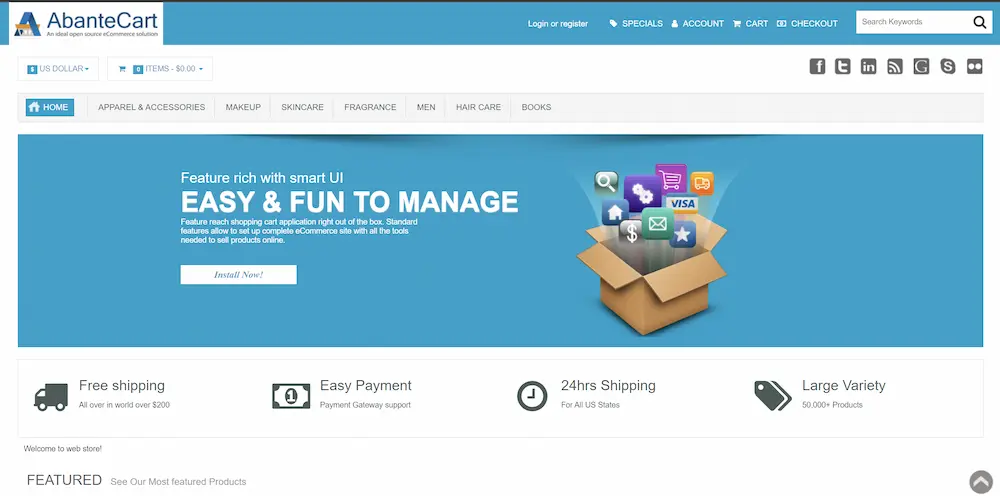 AbanteCart
An ideal open source eCommerce solution
Login or register
SPECIALS
ACCOUNT
CART
CHECKOUT
Search Keywords
$ US DOLLAR
0 ITEMS - $0.00
HOME
APPAREL & ACCESSORIES
MAKEUP
SKINCARE
FRAGRANCE
MEN
HAIR CARE
BOOKS
Feature rich with smart UI
EASY & FUN TO MANAGE
Feature reach shopping cart application right out of the box. Standard
features allow to set up complete eCommerce site with all the tools
needed to sell products online.
Install Now!
VISA
$
Free shipping
All over in world over $200
1
Easy Payment
Payment Gateway support
24hrs Shipping
For All US States
Large Variety
50,000+ Products
Welcome to web store!
FEATURED See Our Most featured Products